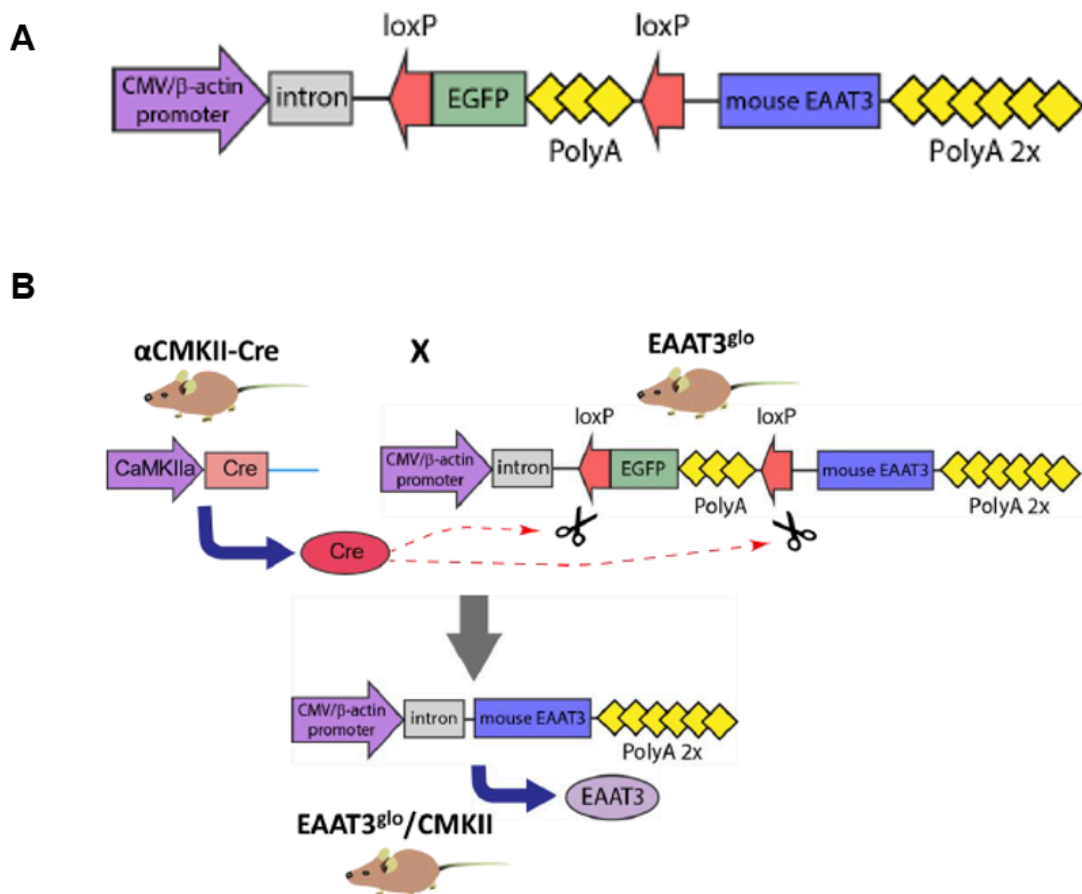 A
loxP loxP
CMV/β-actin
promoter
intron
EGFP
mouse EAAT3
PolyA
PolyA 2x
B
αCMKII-Cre X EAAT3glo
loxP loxP
CaMKIIa Cre
CMV/β-actin
promoter
intron
EGFP
mouse EAAT3
PolyA
PolyA 2x
Cre
CMV/β-actin
promoter
intron
mouse EAAT3
PolyA 2x
EAAT3
EAAT3glo/CMKII